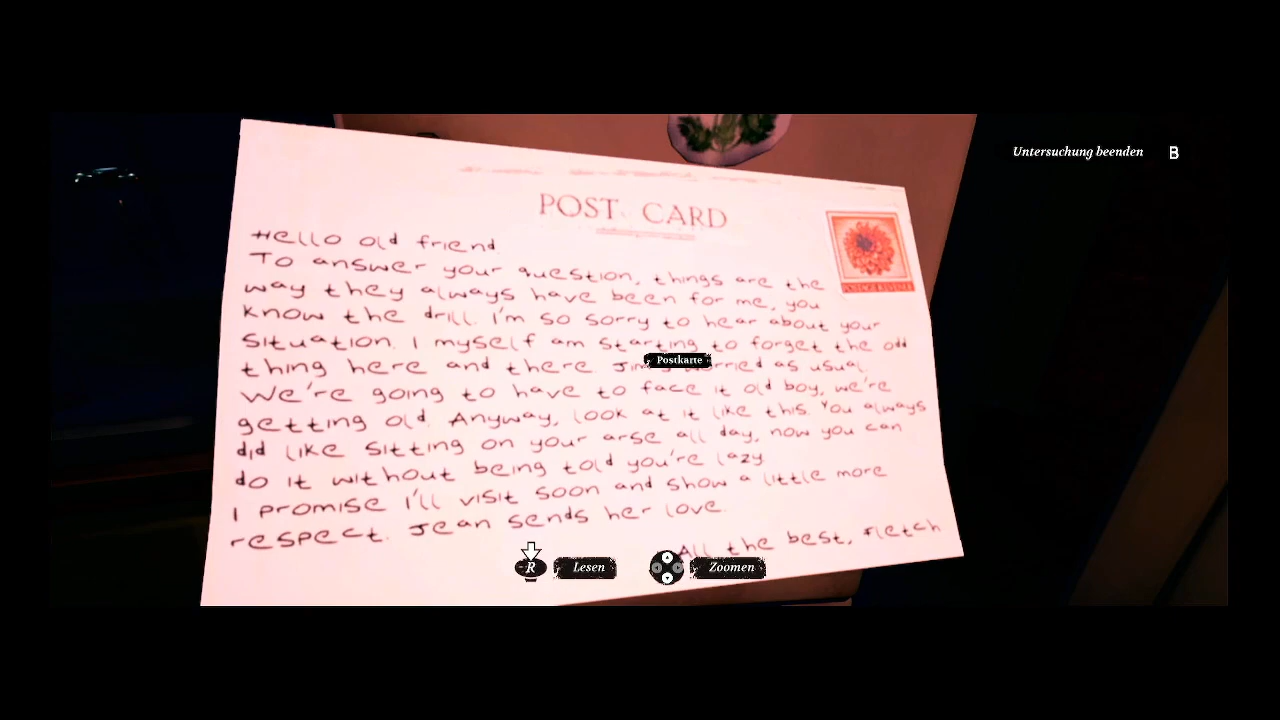 Untersuchung beenden B
POST CARD
Hello old friend
To answer your question, things are the
way they always have been for me, you
know the drill. I'm so sorry to hear about your
situation. I myself am starting to forget the odd
thing here and there. worried as usual.
Postkarte
We're going to have to face it old boy, we're
getting old. Anyway, look at it like this. You always
did like sitting on your arse all day, now you can
do it without being told you're lazy.
I promise I'll visit soon and show a little more
respect. Jean sends her love.
All the best, Fletch
R Lesen Zoomen